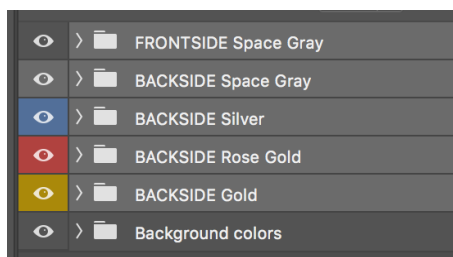 FRONTSIDE Space Gray
BACKSIDE Space Gray
BACKSIDE Silver
BACKSIDE Rose Gold
BACKSIDE Gold
Background colors